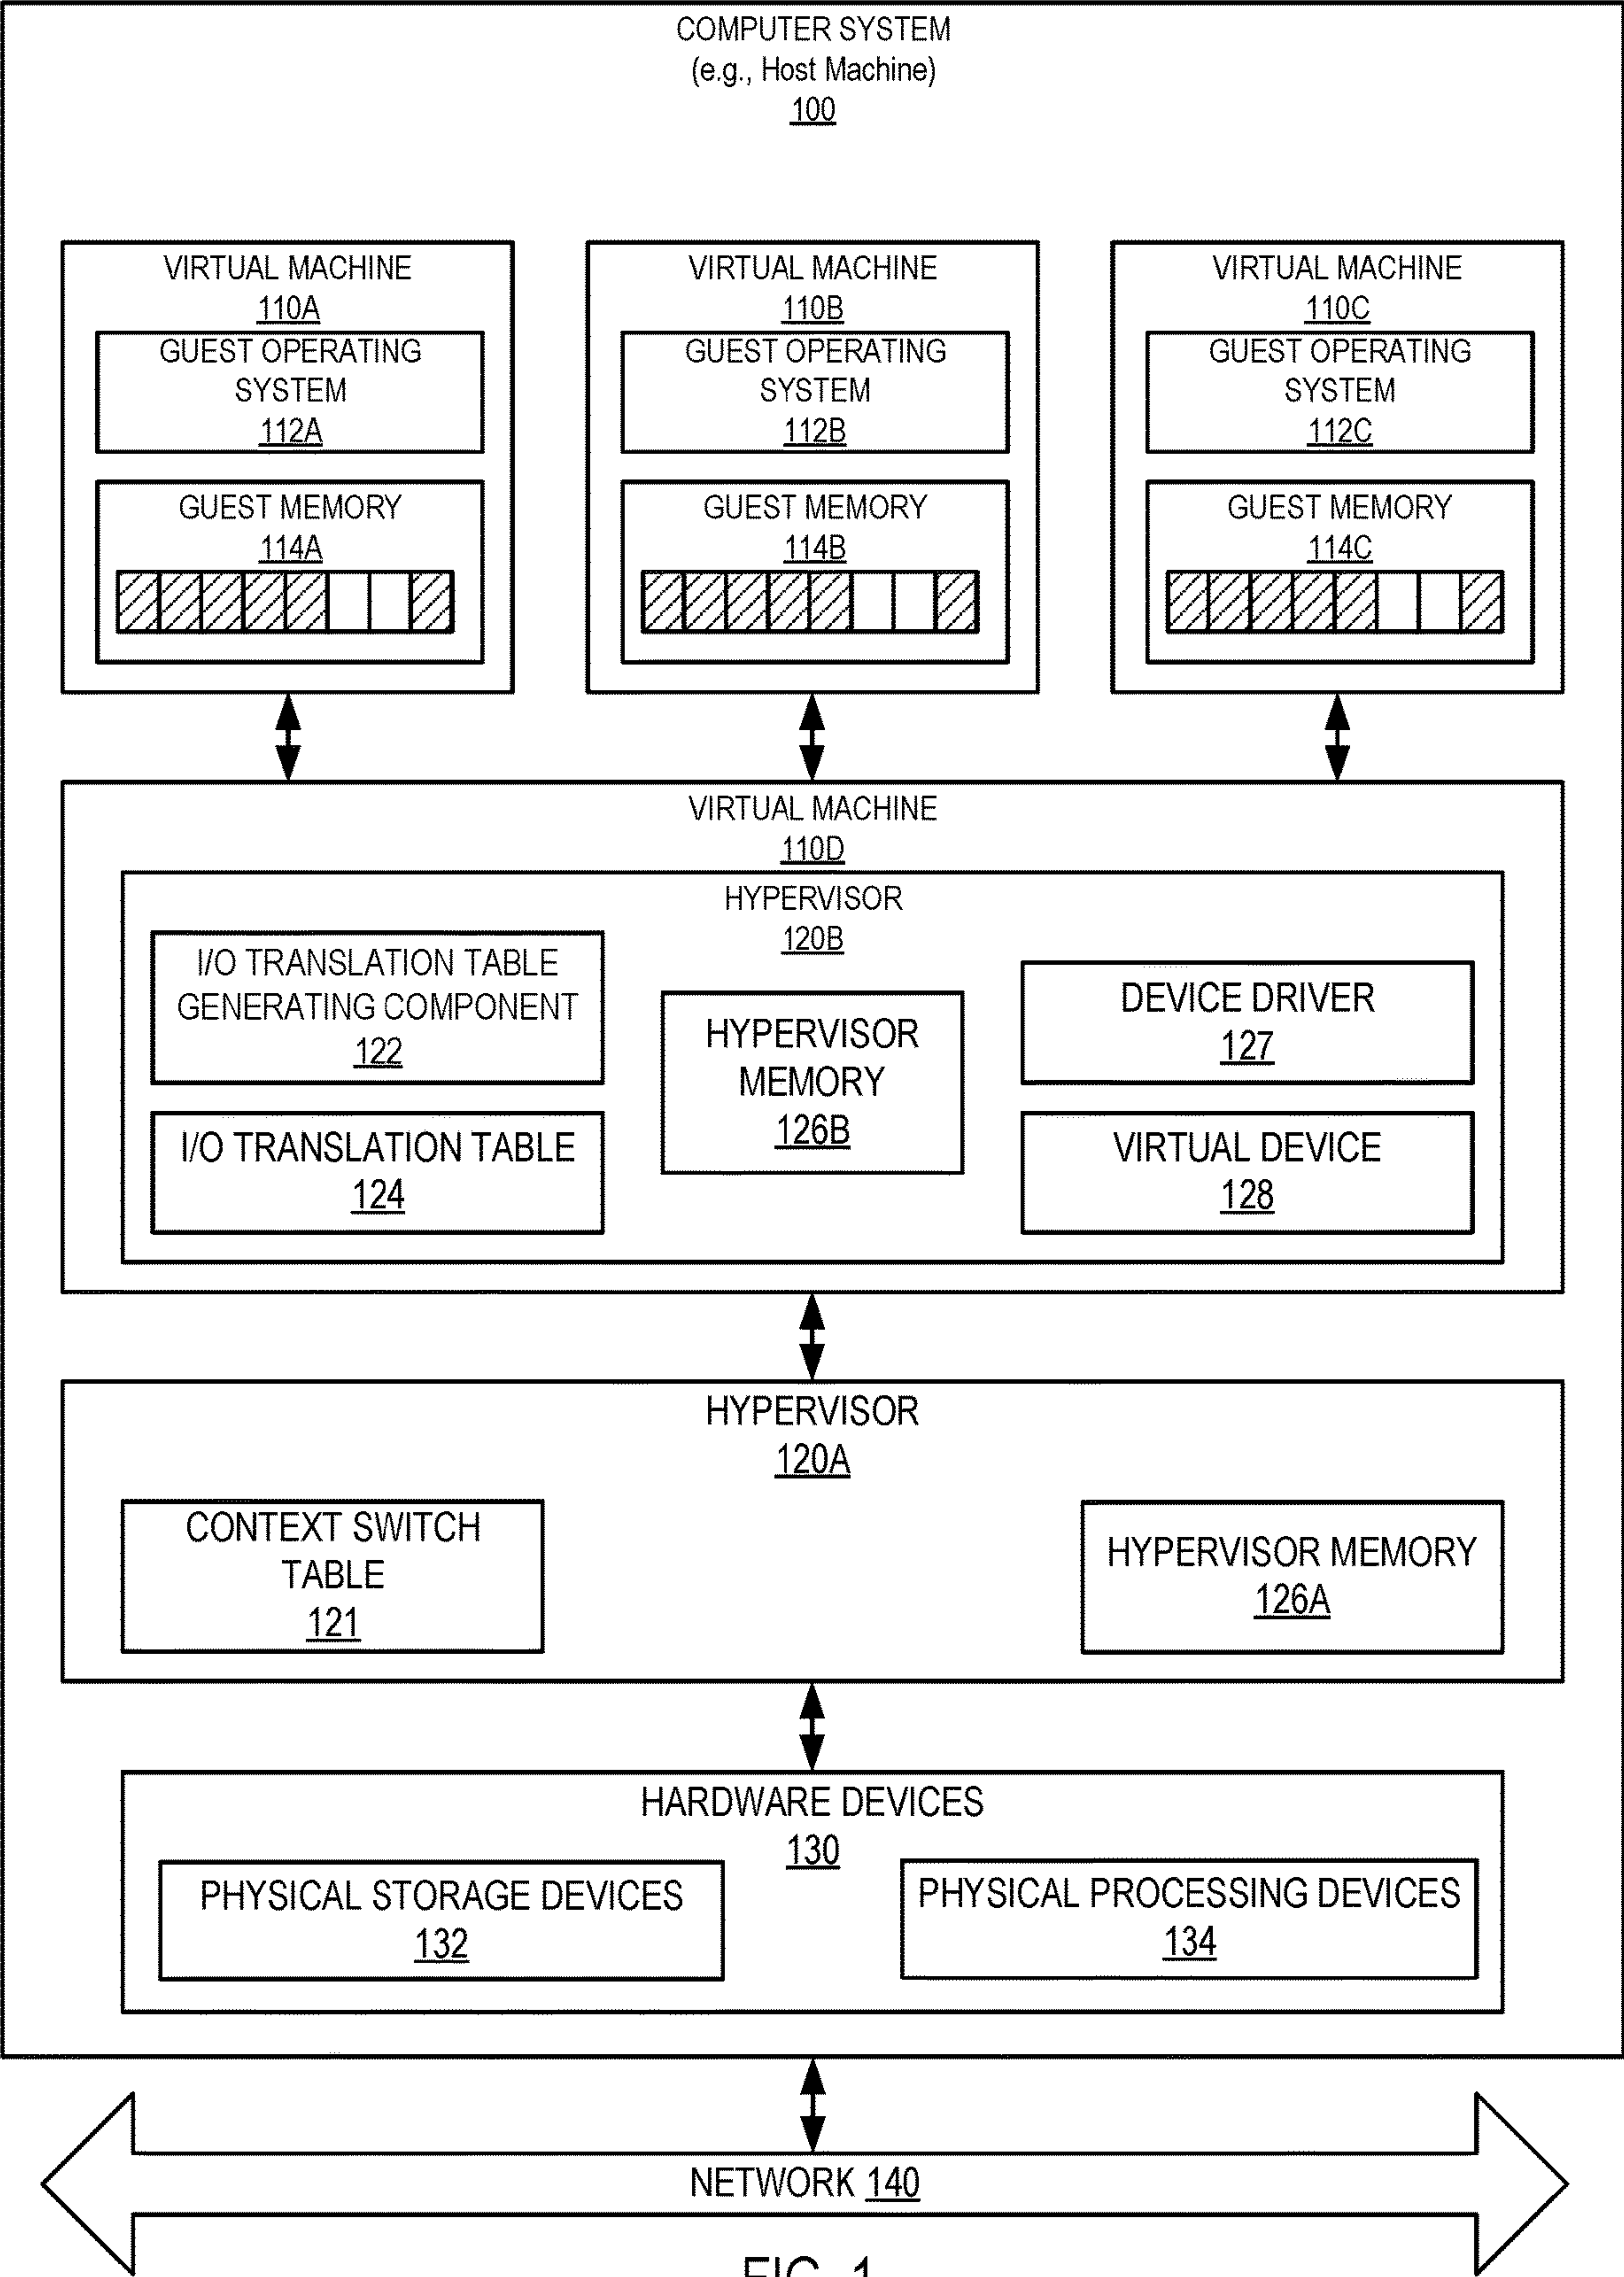 COMPUTER SYSTEM
(e.g., Host Machine)
100
VIRTUAL MACHINE
110A
GUEST OPERATING
SYSTEM
112A
GUEST MEMORY
114A
VIRTUAL MACHINE
110B
GUEST OPERATING
SYSTEM
112B
GUEST MEMORY
114B
VIRTUAL MACHINE
110C
GUEST OPERATING
SYSTEM
112C
GUEST MEMORY
114C
VIRTUAL MACHINE
110D
HYPERVISOR
120B
I/O TRANSLATION TABLE
GENERATING COMPONENT
122
I/O TRANSLATION TABLE
124
HYPERVISOR
MEMORY
126B
DEVICE DRIVER
127
VIRTUAL DEVICE
128
HYPERVISOR
120A
CONTEXT SWITCH
TABLE
121
HYPERVISOR MEMORY
126A
HARDWARE DEVICES
130
PHYSICAL STORAGE DEVICES
132
PHYSICAL PROCESSING DEVICES
134
NETWORK 140
FIG. 1